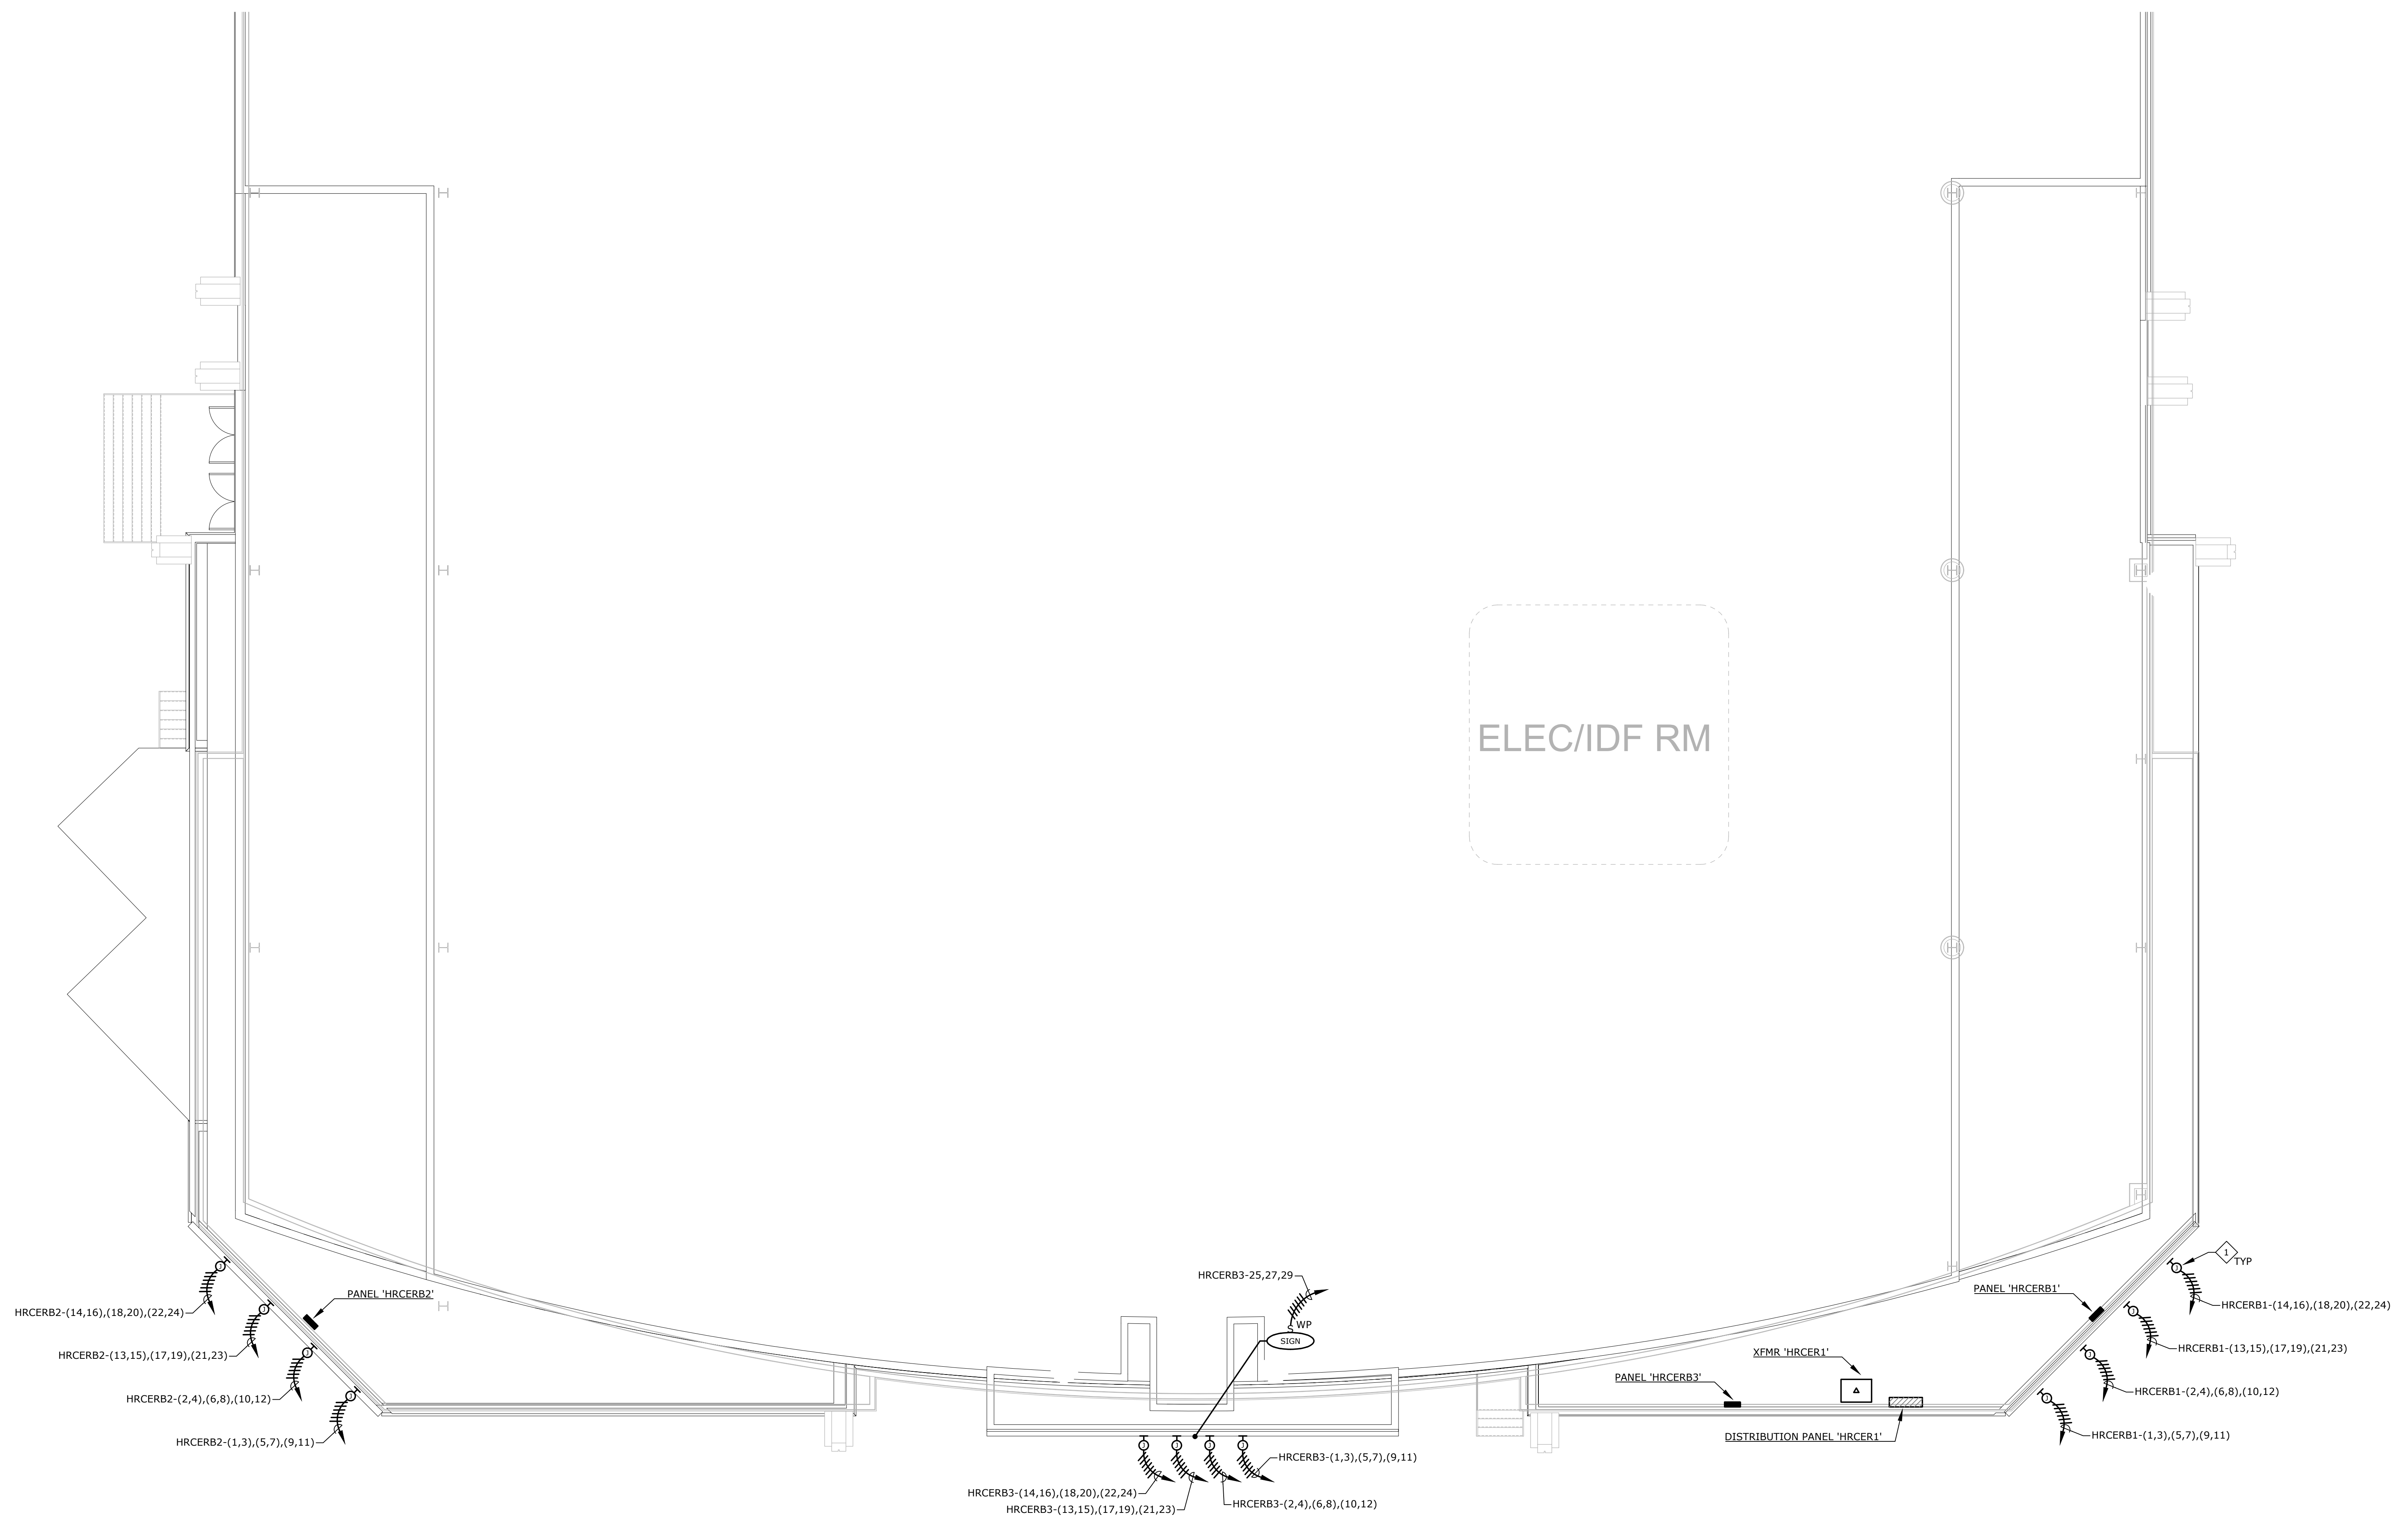 ELEC/IDF RM
1
TYP
J
HRCERB3-25,27,29
PANEL 'HRCERB1'
PANEL 'HRCERB2'
J
HRCERB1-(14,16),(18,20),(22,24)
HRCERB2-(14,16),(18,20),(22,24)
J
J
S WP
SIGN
HRCERB1-(13,15),(17,19),(21,23)
XFMR 'HRCER1'
HRCERB2-(13,15),(17,19),(21,23)
J
J
PANEL 'HRCERB3'
HRCERB1-(2,4),(6,8),(10,12)
HRCERB2-(2,4),(6,8),(10,12)
J
J
J
HRCERB1-(1,3),(5,7),(9,11)
DISTRIBUTION PANEL 'HRCER1'
HRCERB2-(1,3),(5,7),(9,11)
J J J J
HRCERB3-(1,3),(5,7),(9,11)
HRCERB3-(14,16),(18,20),(22,24)
HRCERB3-(2,4),(6,8),(10,12)
HRCERB3-(13,15),(17,19),(21,23)